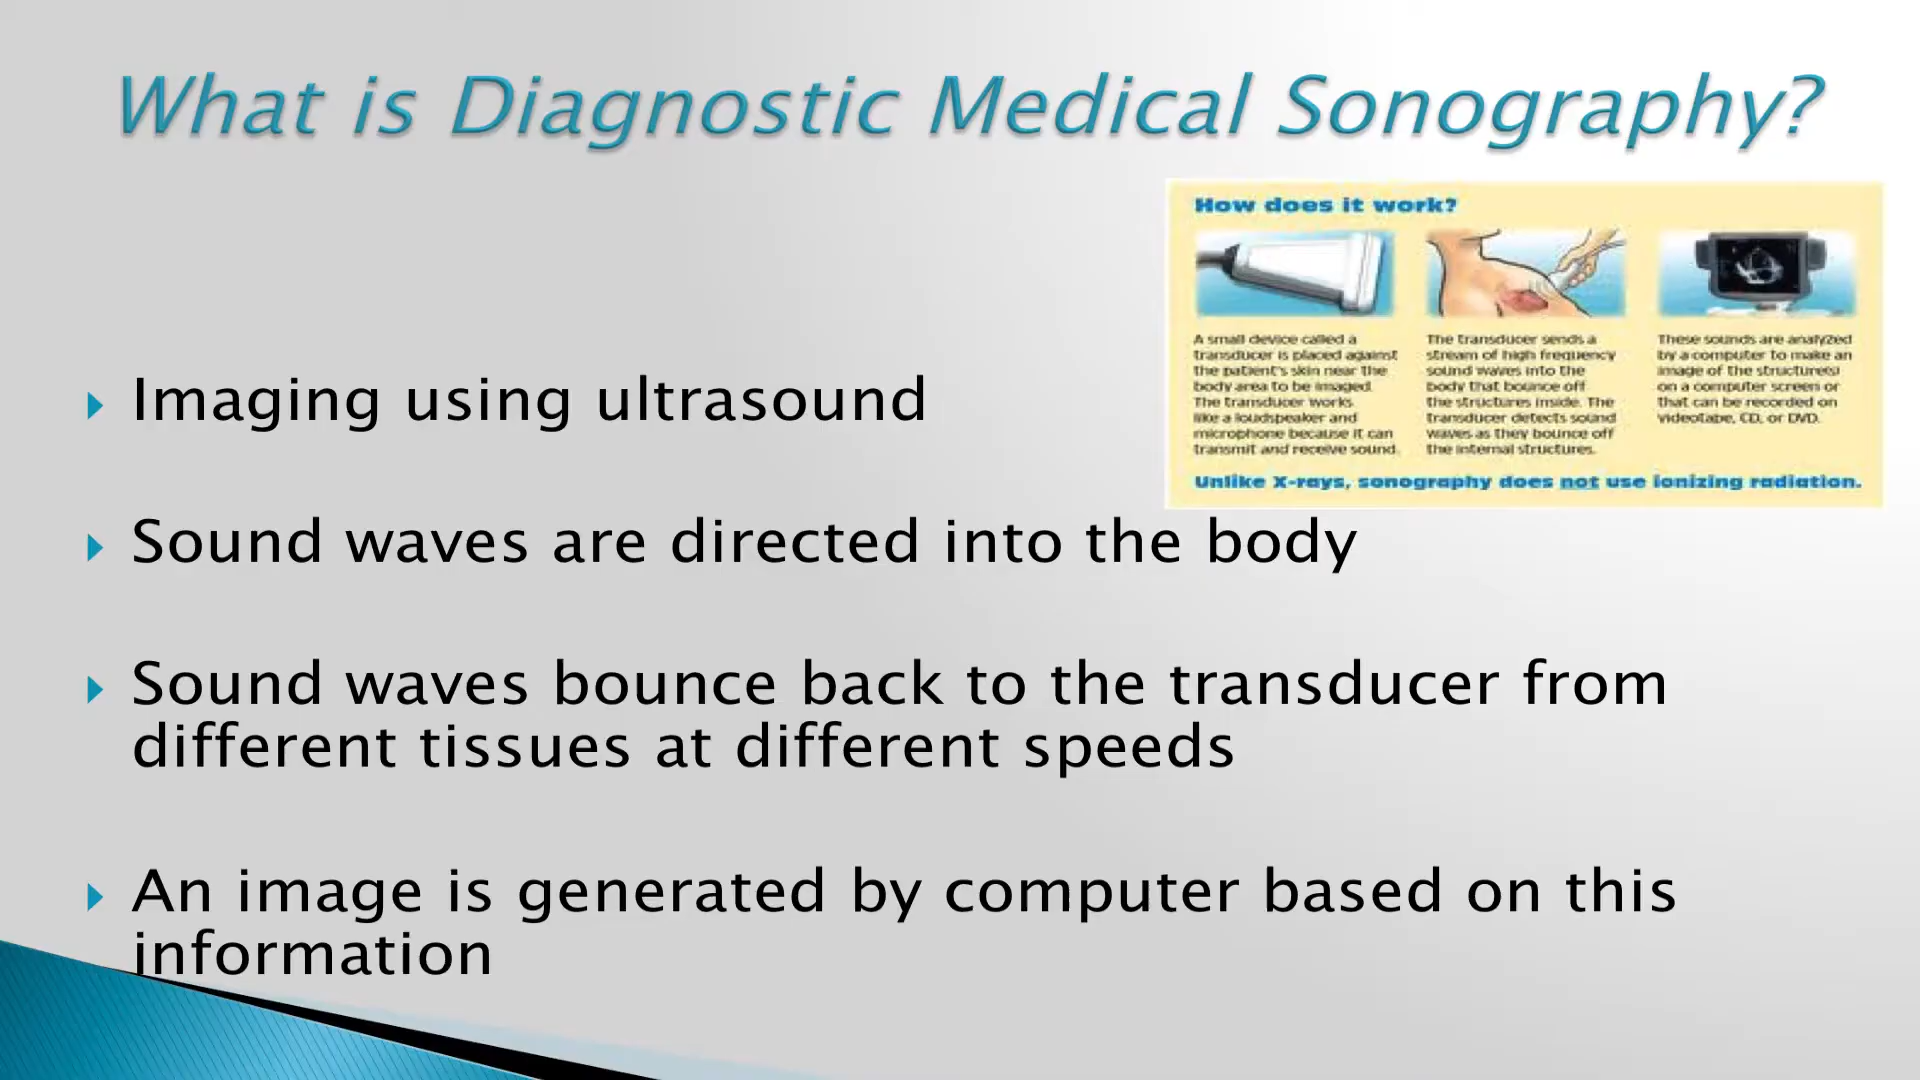 What is Diagnostic Medical Sonography?
How does it work?
A small device called a
transducer is placed against
the patient's skin near the
body area to be imaged.
The transducer works
like a loudspeaker and
microphone because it can
transmit and receive sound.
The transducer sends a
stream of high frequency
sound waves into the
body that bounce off
the structures inside. The
transducer detects sound
waves as they bounce off
the internal structures.
These sounds are analyzed
by a computer to make an
image of the structure(s)
on a computer screen or
that can be recorded on
videotape, CD, or DVD.
Unlike X-rays, sonography does not use ionizing radiation.
Imaging using ultrasound
Sound waves are directed into the body
Sound waves bounce back to the transducer from
different tissues at different speeds
An image is generated by computer based on this
information